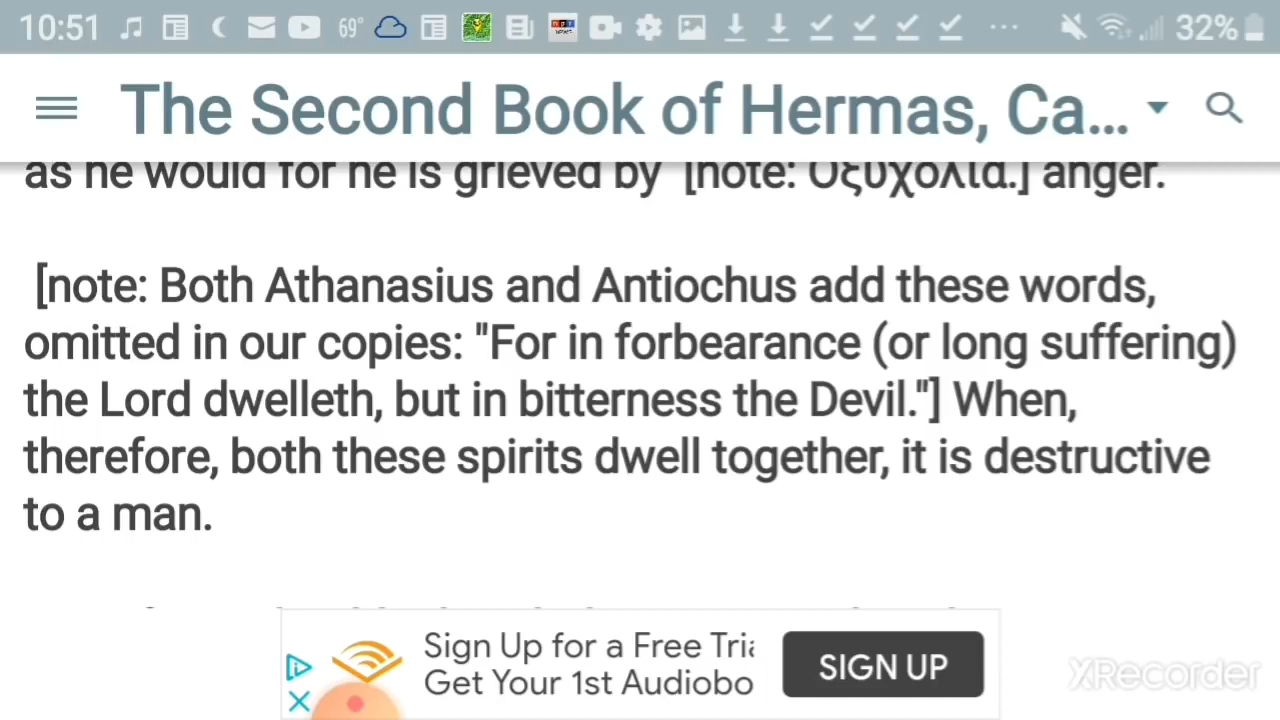 10:51 69° 32%
The Second Book of Hermas, Ca...
as he would for he is grieved by [note: Οξυχολια.] anger.
[note: Both Athanasius and Antiochus add these words,
omitted in our copies: "For in forbearance (or long suffering)
the Lord dwelleth, but in bitterness the Devil."] When,
therefore, both these spirits dwell together, it is destructive
to a man.
Sign Up for a Free Tria
Get Your 1st Audiobo
SIGN UP
XRecorder